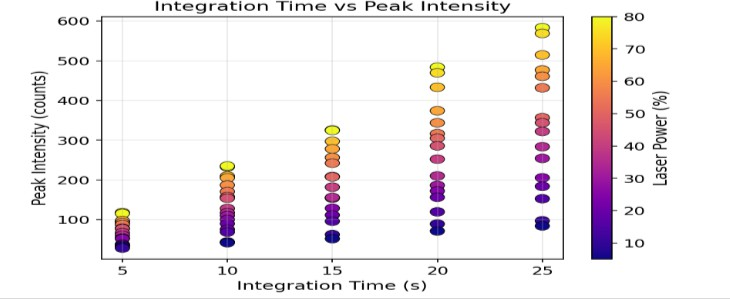 Integration Time vs Peak Intensity
600
500
400
300
200
100
Peak Intensity (counts)
5 10 15 20 25
Integration Time (s)
80
70
60
50
40
30
20
10
Laser Power (%)